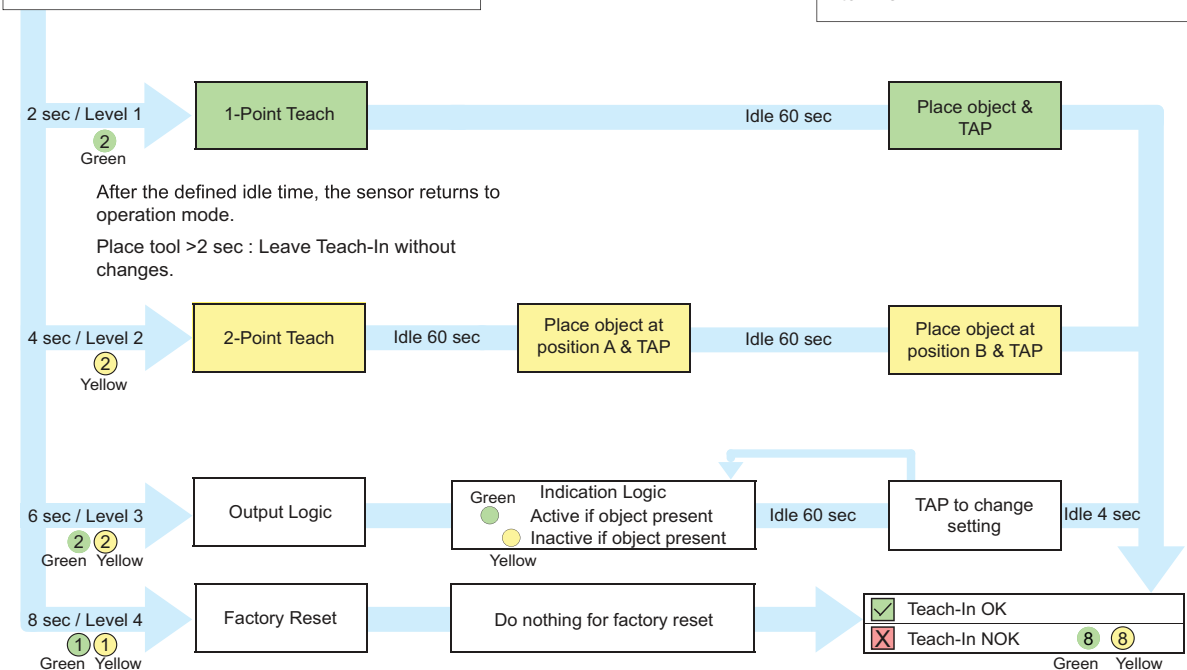 2 sec / Level 1
2
Green
1-Point Teach
Idle 60 sec
Place object &
TAP
After the defined idle time, the sensor returns to
operation mode.
Place tool >2 sec : Leave Teach-In without
changes.
4 sec / Level 2
2
Yellow
2-Point Teach
Idle 60 sec
Place object at
position A & TAP
Idle 60 sec
Place object at
position B & TAP
6 sec / Level 3
2 2
Green Yellow
Output Logic
Green
Indication Logic
Active if object present
Inactive if object present
Yellow
Idle 60 sec
TAP to change
setting
Idle 4 sec
8 sec / Level 4
1 1
Green Yellow
Factory Reset
Do nothing for factory reset
Teach-In OK
X Teach-In NOK 8 8
Green Yellow